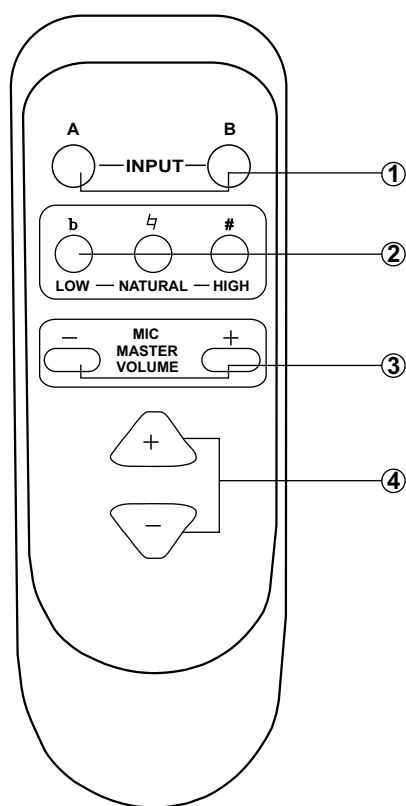 A B
INPUT
①
b ♮ #
②
LOW — NATURAL — HIGH
− MIC +
MASTER
VOLUME
③
+
④
−